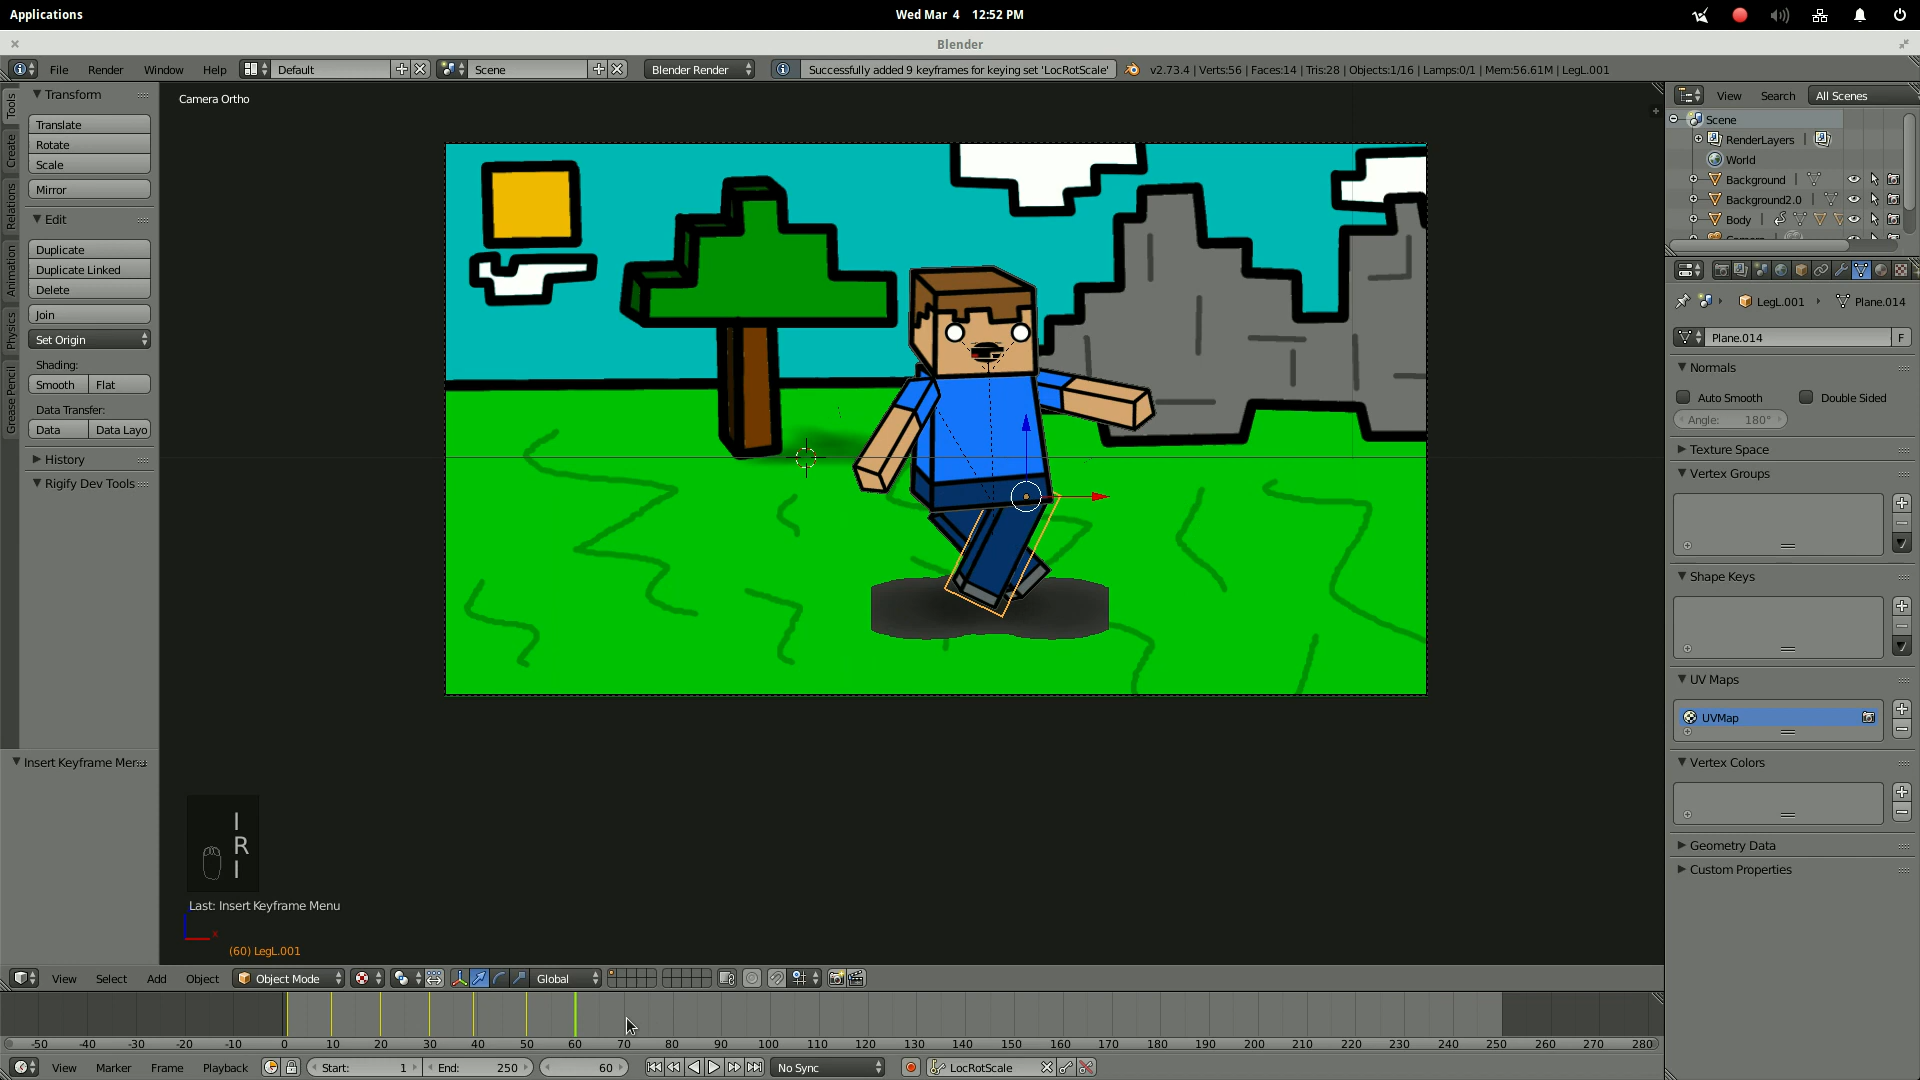 Applications
Wed Mar 4 12:52 PM
Blender
File Render Window Help Default Scene Blender Render Successfully added 9 keyframes for keying set 'LocRotScale' v2.73.4 | Verts:56 | Faces:14 | Tris:28 | Objects:1/16 | Lamps:0/1 | Mem:56.61M | LegL.001
Tools
Create
Relations
Animation
Physics
Grease Pencil
Transform
Translate
Rotate
Scale
Mirror
Edit
Duplicate
Duplicate Linked
Delete
Join
Set Origin
Shading:
Smooth Flat
Data Transfer:
Data Data Layo
History
Rigify Dev Tools
Insert Keyframe Men
Camera Ortho
I
R
I
Last: Insert Keyframe Menu
x
(60) LegL.001
View Search All Scenes
Scene
RenderLayers
World
Background
Background2.0
Body
LegL.001 Plane.014
Plane.014 F
Normals
Auto Smooth Double Sided
Angle: 180°
Texture Space
Vertex Groups
Shape Keys
UV Maps
UVMap
Vertex Colors
Geometry Data
Custom Properties
View Select Add Object Object Mode Global
-50 -40 -30 -20 -10 0 10 20 30 40 50 60 70 80 90 100 110 120 130 140 150 160 170 180 190 200 210 220 230 240 250 260 270 280
View Marker Frame Playback Start: 1 End: 250 60 No Sync LocRotScale